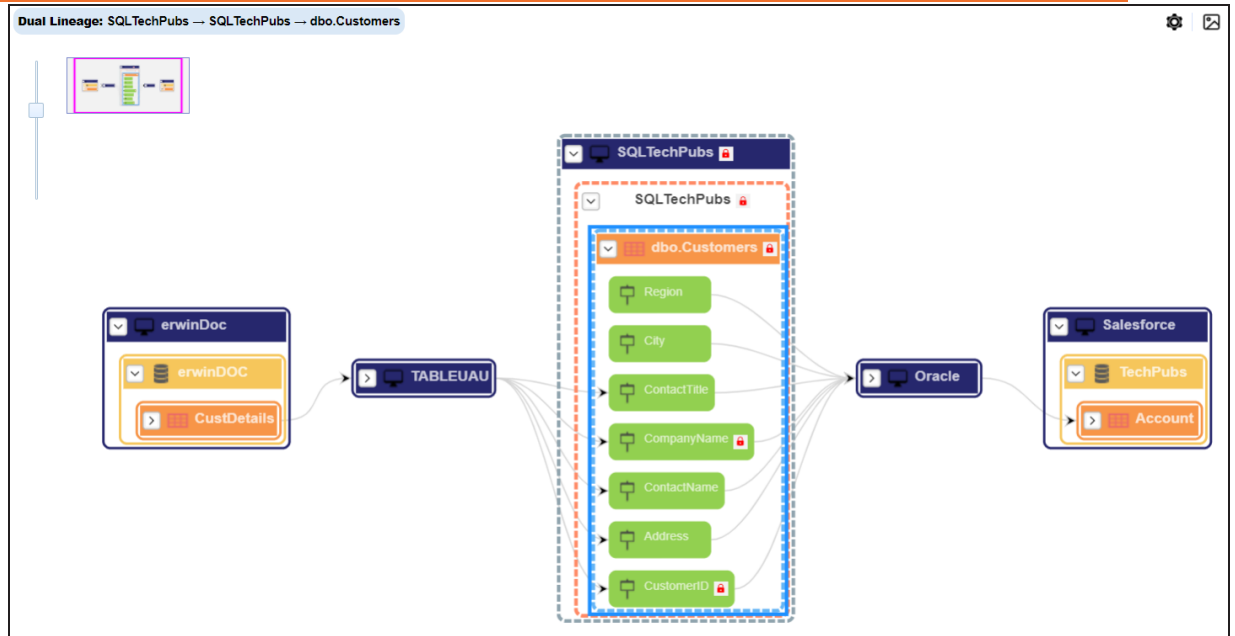 Dual Lineage: SQLTechPubs → SQLTechPubs → dbo.Customers
SQLTechPubs
SQLTechPubs
dbo.Customers
Region
City
ContactTitle
CompanyName
ContactName
Address
CustomerID
erwinDoc
erwinDOC
CustDetails
TABLEUAU
Oracle
Salesforce
TechPubs
Account